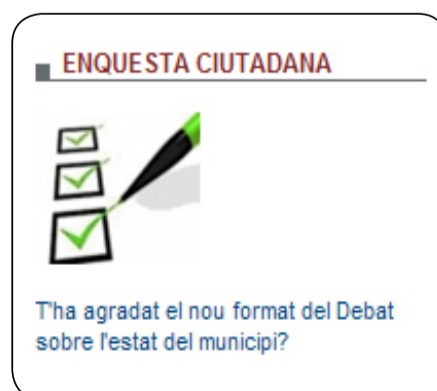 ENQUESTA CIUTADANA
T'ha agradat el nou format del Debat
sobre l'estat del municipi?